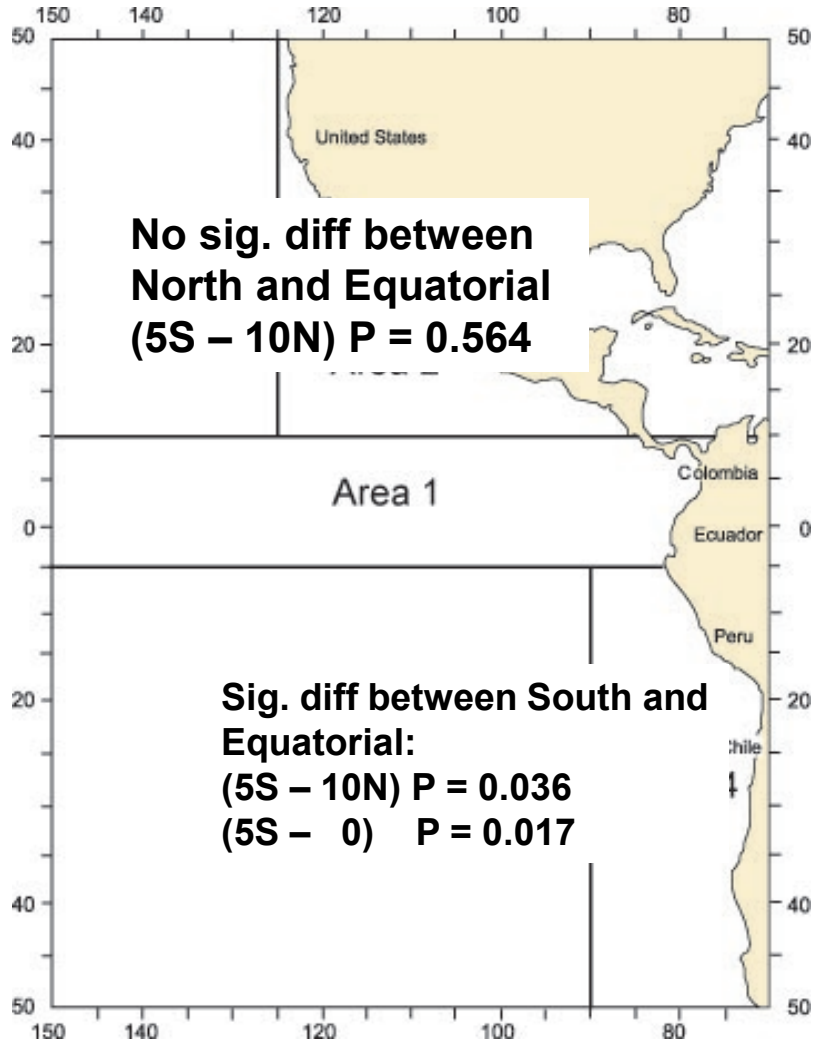 140 120 100 80
50 50
40 United States 40
No sig. diff between
North and Equatorial
(5S – 10N) P = 0.564
20 20
Area 1
Colombia
0 0
Ecuador
Peru
Sig. diff between South and
Equatorial:
20 20
(5S – 10N) P = 0.036
(5S – 0) P = 0.017
40 40
50 50
150 140 120 100 80